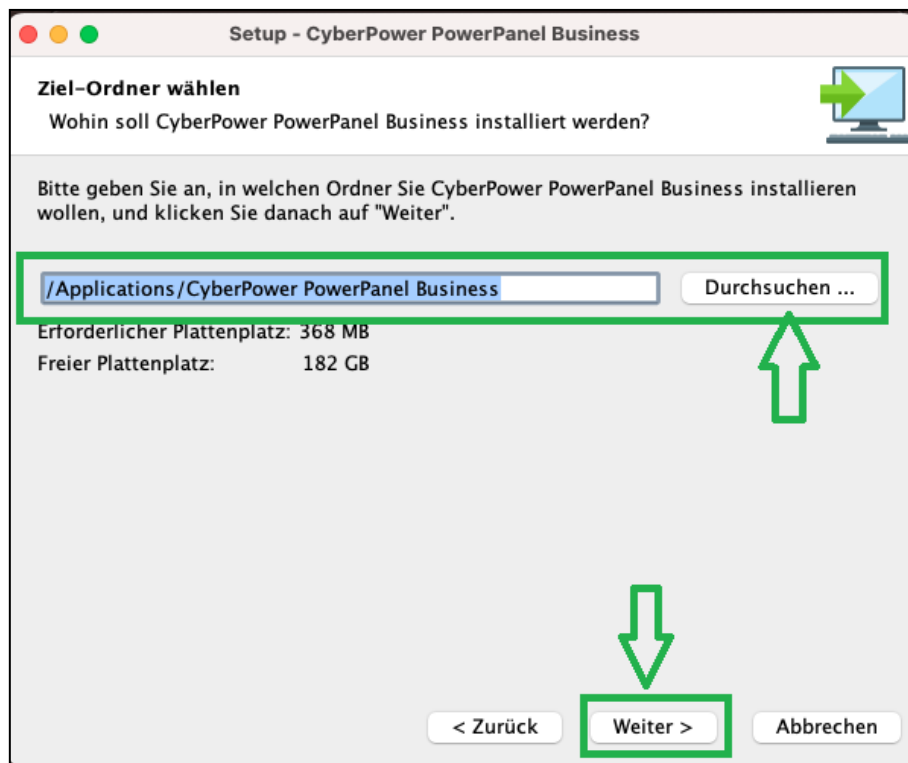 Setup - CyberPower PowerPanel Business
Ziel-Ordner wählen
Wohin soll CyberPower PowerPanel Business installiert werden?
Bitte geben Sie an, in welchen Ordner Sie CyberPower PowerPanel Business installieren
wollen, und klicken Sie danach auf "Weiter".
/Applications/CyberPower PowerPanel Business
Durchsuchen ...
Erforderlicher Plattenplatz: 368 MB
Freier Plattenplatz: 182 GB
< Zurück
Weiter >
Abbrechen